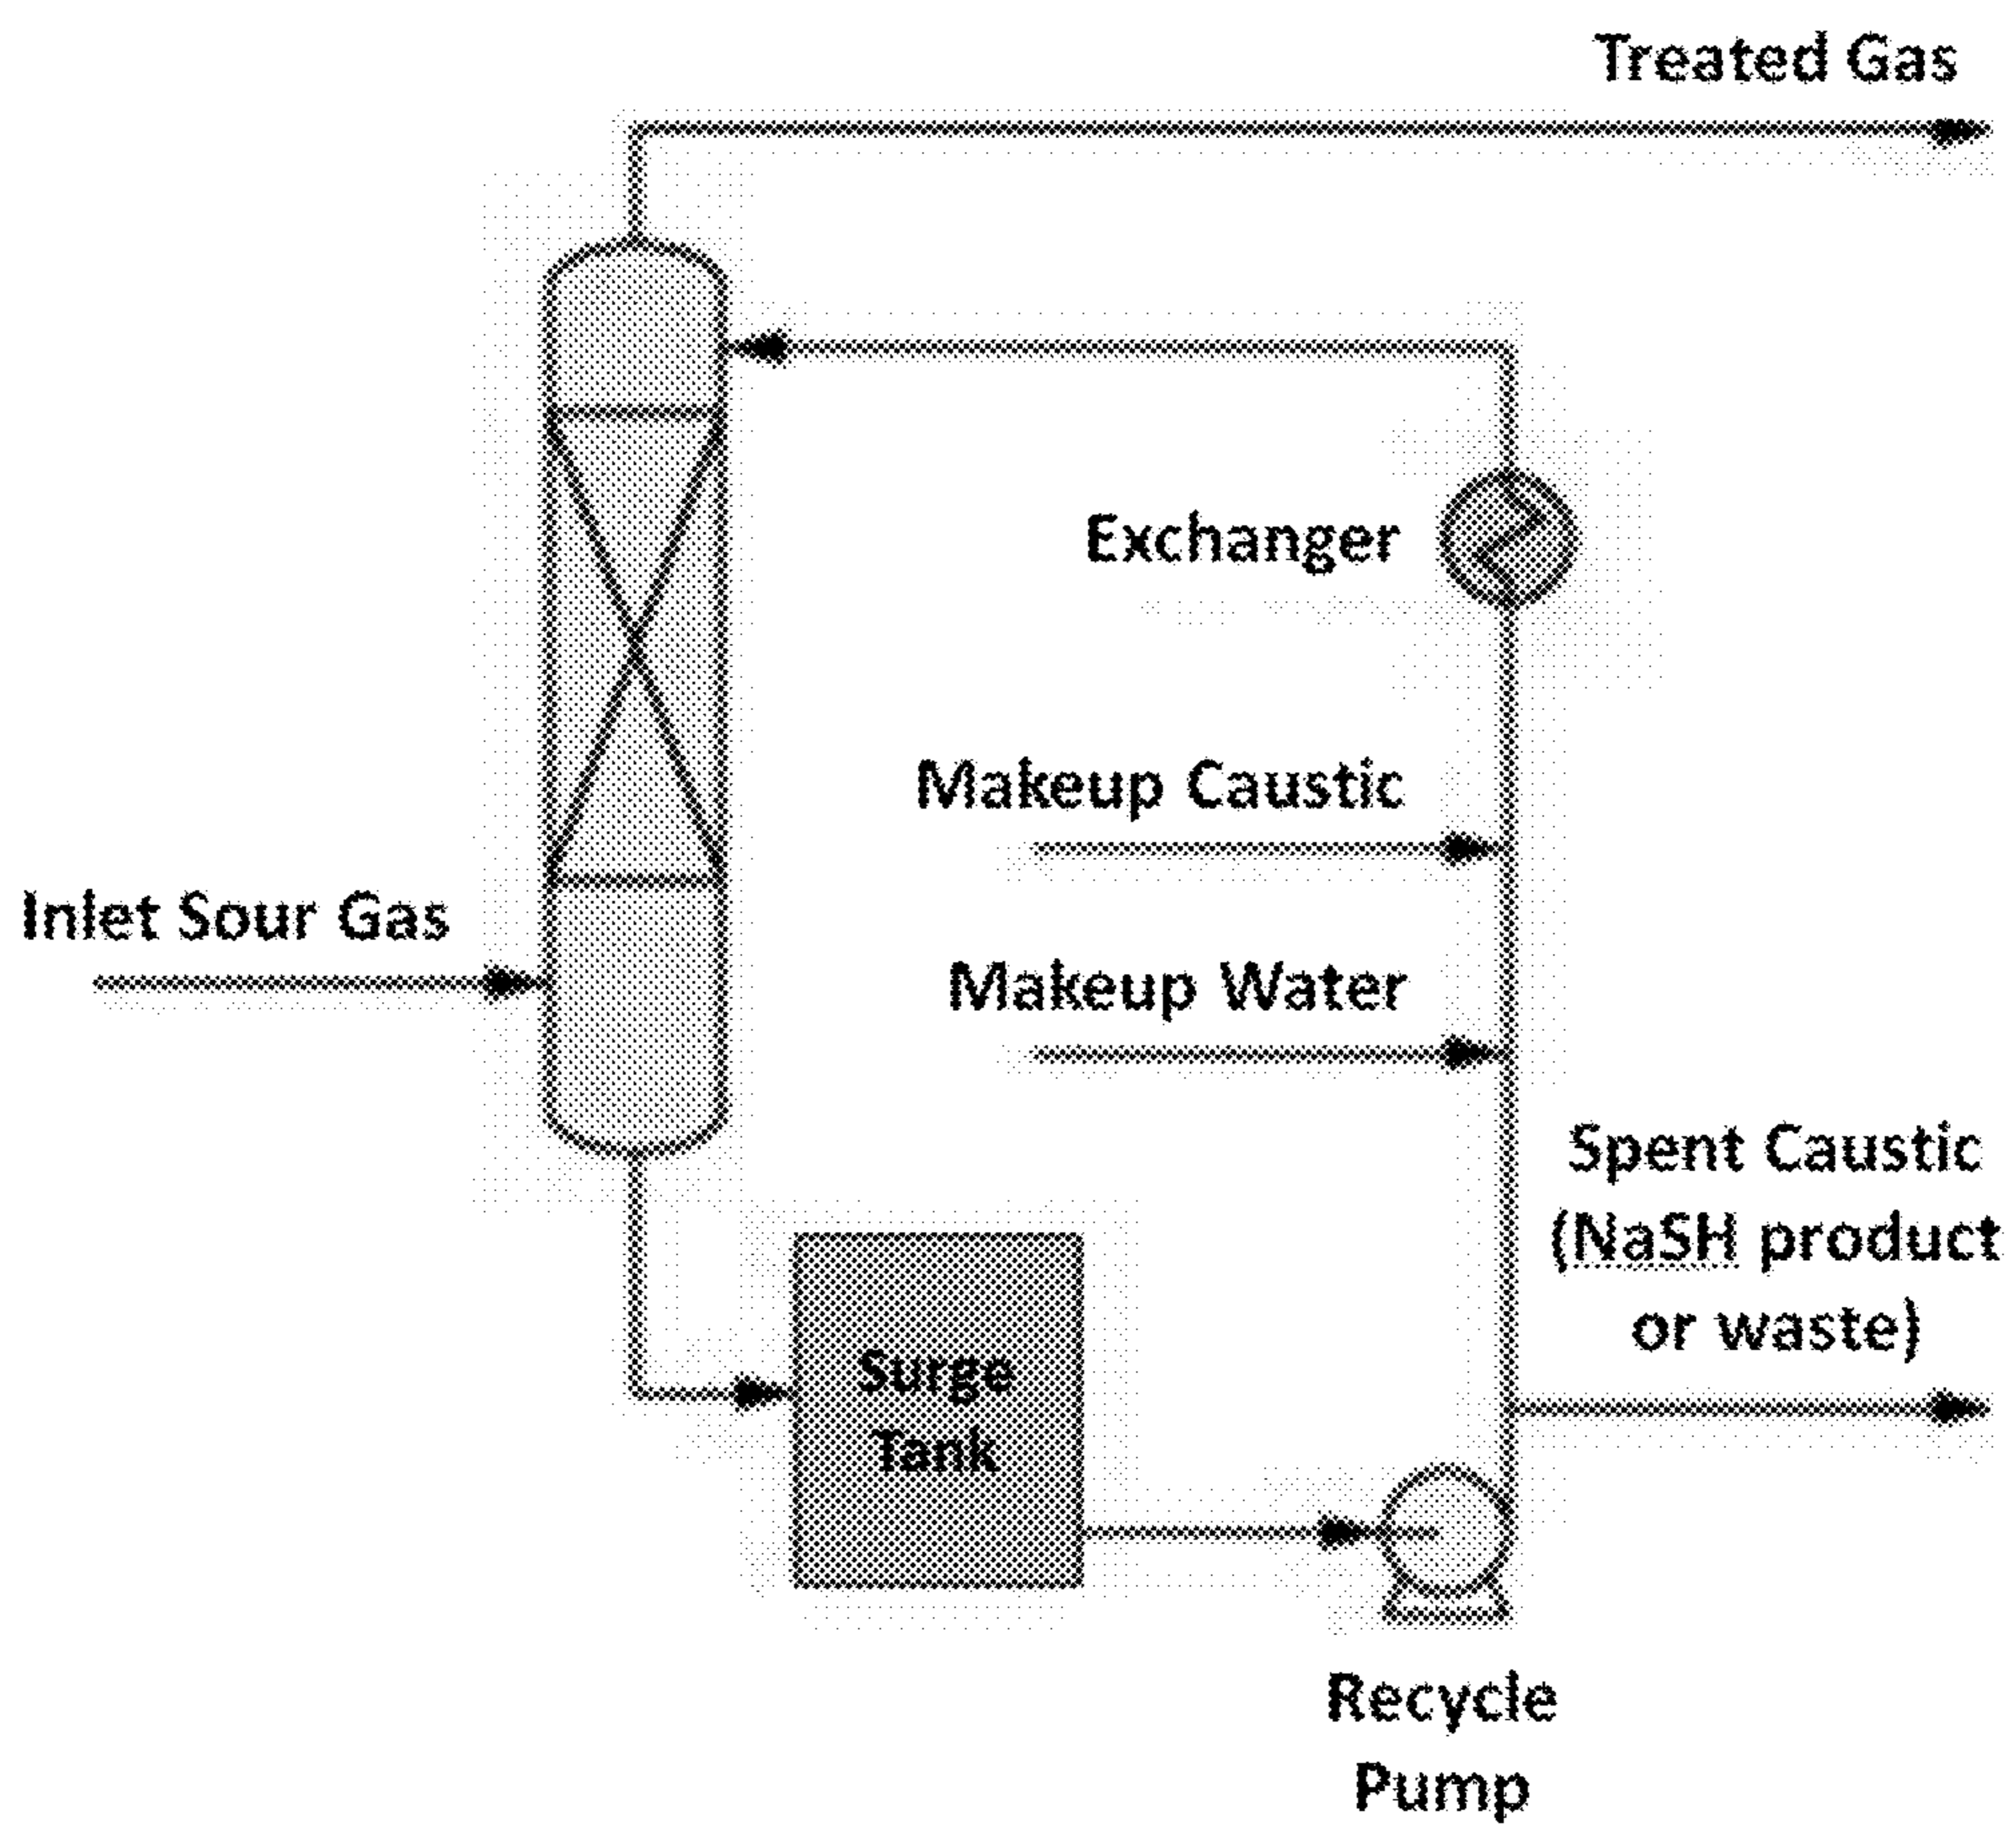 Treated Gas
Exchanger
Makeup Caustic
Inlet Sour Gas
Makeup Water
Spent Caustic
(NaSH product
or waste)
Surge
Tank
Recycle
Pump